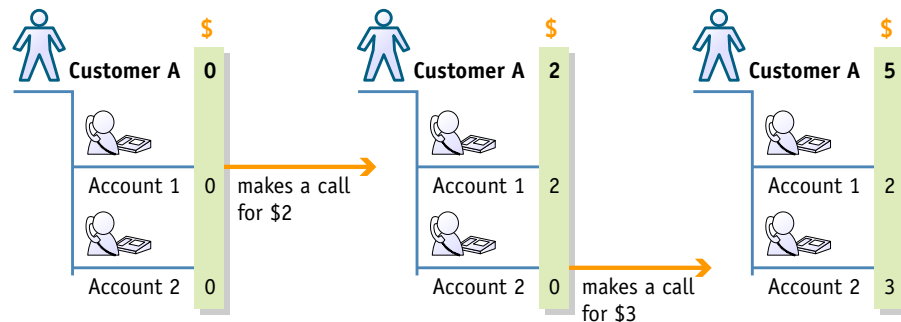 $
Customer A 0
Account 1 0
Account 2 0
makes a call
for $2
$
Customer A 2
Account 1 2
Account 2 0
makes a call
for $3
$
Customer A 5
Account 1 2
Account 2 3